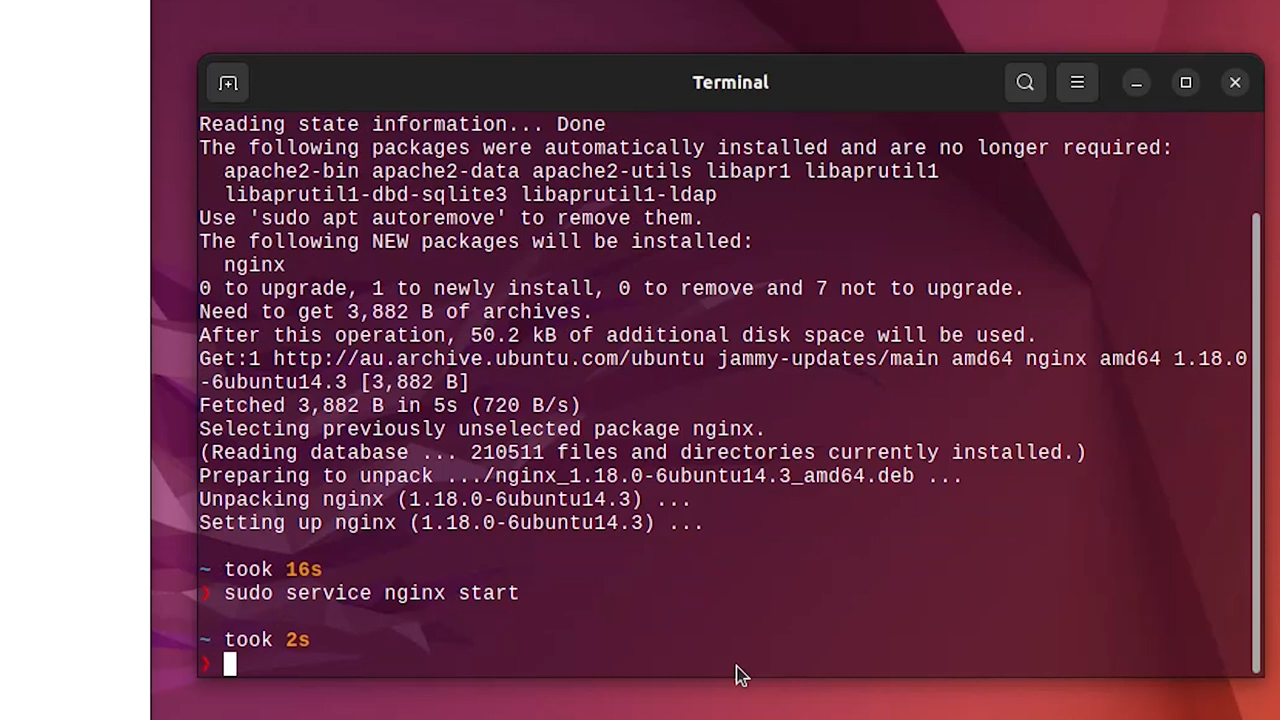 Terminal
Reading state information... Done
The following packages were automatically installed and are no longer required:
  apache2-bin apache2-data apache2-utils libapr1 libaprutil1
  libaprutil1-dbd-sqlite3 libaprutil1-ldap
Use 'sudo apt autoremove' to remove them.
The following NEW packages will be installed:
  nginx
0 to upgrade, 1 to newly install, 0 to remove and 7 not to upgrade.
Need to get 3,882 B of archives.
After this operation, 50.2 kB of additional disk space will be used.
Get:1 http://au.archive.ubuntu.com/ubuntu jammy-updates/main amd64 nginx amd64 1.18.0
-6ubuntu14.3 [3,882 B]
Fetched 3,882 B in 5s (720 B/s)
Selecting previously unselected package nginx.
(Reading database ... 210511 files and directories currently installed.)
Preparing to unpack .../nginx_1.18.0-6ubuntu14.3_amd64.deb ...
Unpacking nginx (1.18.0-6ubuntu14.3) ...
Setting up nginx (1.18.0-6ubuntu14.3) ...
~ took 16s
❯ sudo service nginx start
~ took 2s
❯